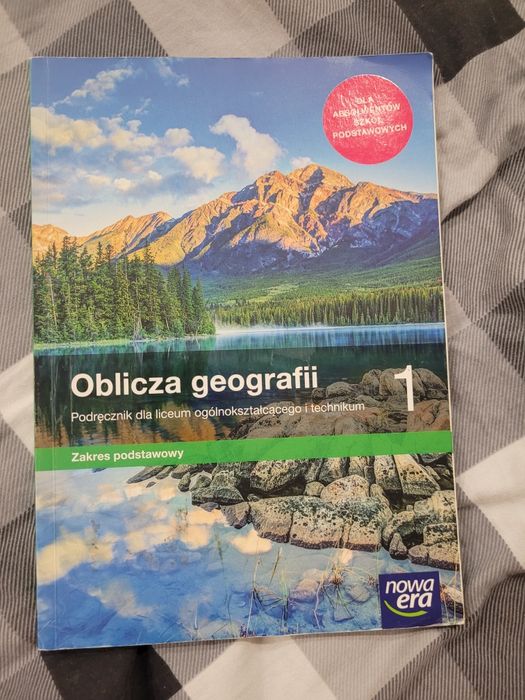 DLA
ABSOLWENTÓW
SZKÓŁ
PODSTAWOWYCH
Oblicza geografii 1
Podręcznik dla liceum ogólnokształcącego i technikum
Zakres podstawowy
nowa
era